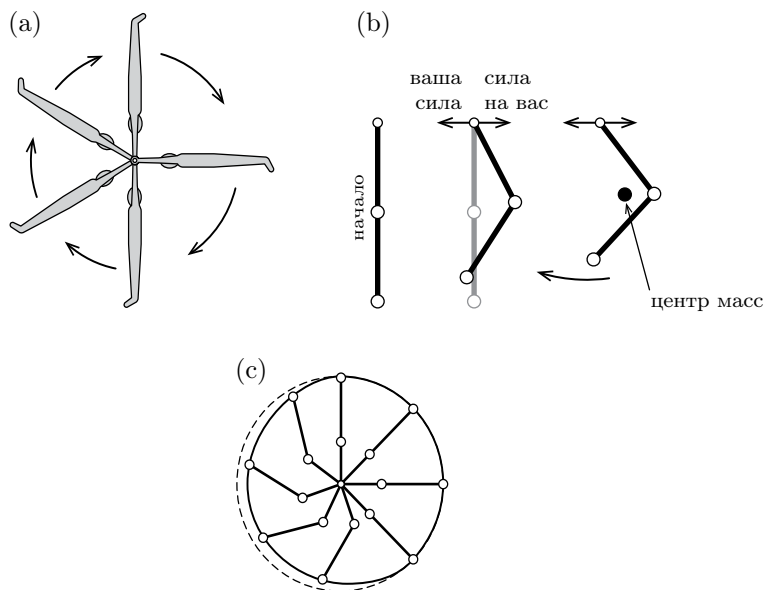 (a)
(b)
ваша сила
сила на вас
начало
центр масс
(c)